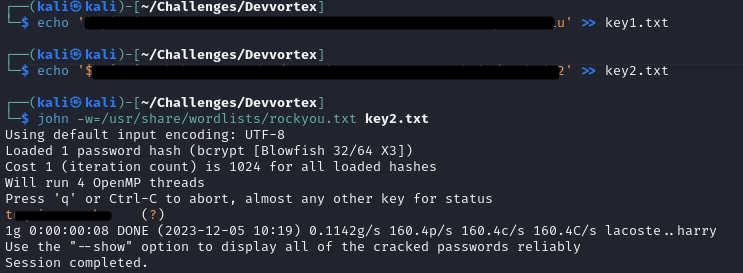 ┌──(kali㉿kali)-[~/Challenges/Devvortex]
└─$ echo ' u' >> key1.txt
┌──(kali㉿kali)-[~/Challenges/Devvortex]
└─$ echo '$ 2' >> key2.txt
┌──(kali㉿kali)-[~/Challenges/Devvortex]
└─$ john -w=/usr/share/wordlists/rockyou.txt key2.txt
Using default input encoding: UTF-8
Loaded 1 password hash (bcrypt [Blowfish 32/64 X3])
Cost 1 (iteration count) is 1024 for all loaded hashes
Will run 4 OpenMP threads
Press 'q' or Ctrl-C to abort, almost any other key for status
(?)
1g 0:00:00:08 DONE (2023-12-05 10:19) 0.1142g/s 160.4p/s 160.4c/s 160.4C/s lacoste..harry
Use the "--show" option to display all of the cracked passwords reliably
Session completed.